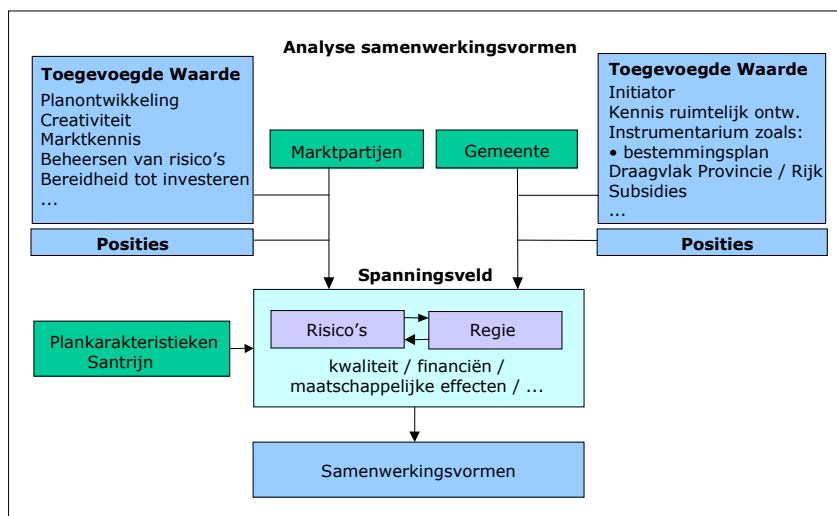 Analyse samenwerkingsvormen
Toegevoegde Waarde
Planontwikkeling
Creativiteit
Marktkennis
Beheersen van risico's
Bereidheid tot investeren
...
Posities
Marktpartijen
Gemeente
Toegevoegde Waarde
Initiator
Kennis ruimtelijk ontw.
Instrumentarium zoals:
• bestemmingsplan
Draagvlak Provincie / Rijk
Subsidies
...
Posities
Spanningsveld
Plankarakteristieken
Santrijn
Risico's
Regie
kwaliteit / financiën /
maatschappelijke effecten / ...
Samenwerkingsvormen